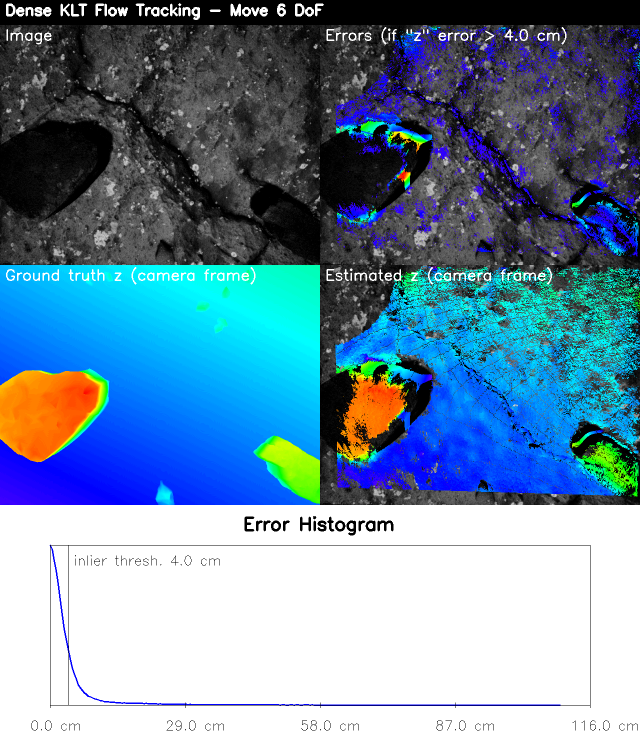 Dense KLT Flow Tracking – Move 6 DoF
Image
Errors (if "z" error > 4.0 cm)
Ground truth z (camera frame)
Estimated z (camera frame)
Error Histogram
inlier thresh. 4.0 cm
0.0 cm
29.0 cm
58.0 cm
87.0 cm
116.0 cm